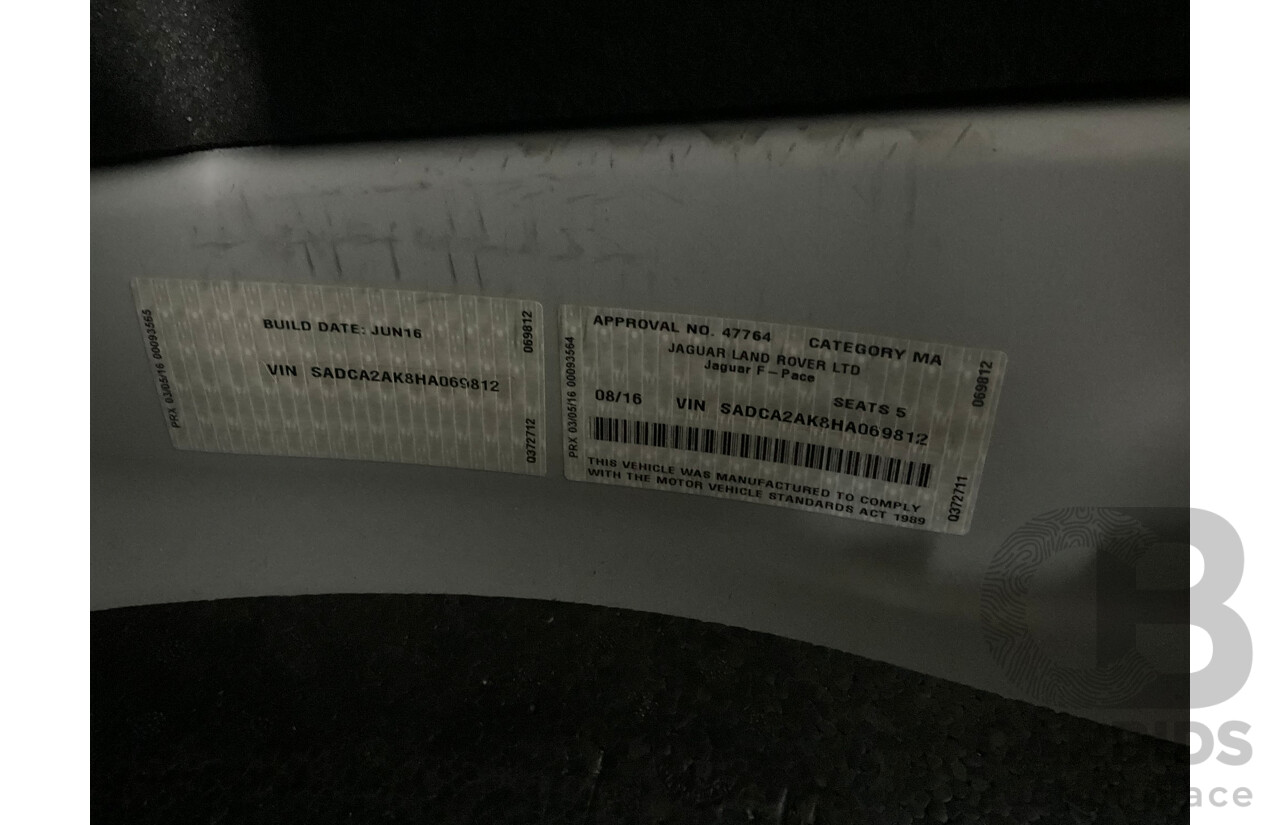 PRX 03/05/16 00093565
BUILD DATE: JUN16
VIN SADCA2AK8HA069812
069812
Q372712
PRX 03/05/16 00093564
APPROVAL NO. 47764 CATEGORY MA
JAGUAR LAND ROVER LTD
Jaguar F-Pace
08/16 SEATS 5
VIN SADCA2AK8HA069812
THIS VEHICLE WAS MANUFACTURED TO COMPLY
WITH THE MOTOR VEHICLE STANDARDS ACT 1989
069812
Q372711